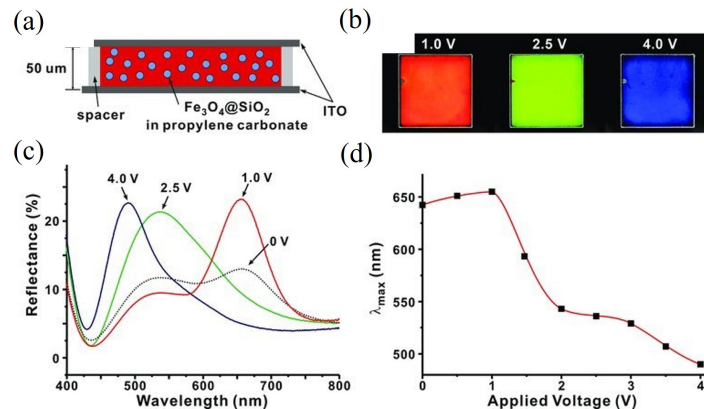 (a)
50 um
spacer
Fe₃O₄@SiO₂
in propylene carbonate
ITO
(b)
1.0 V
2.5 V
4.0 V
(c)
4.0 V
2.5 V
1.0 V
0 V
Reflectance (%)
20
10
0
400
500
600
700
800
Wavelength (nm)
(d)
λmax (nm)
650
600
550
500
0
1
2
3
4
Applied Voltage (V)